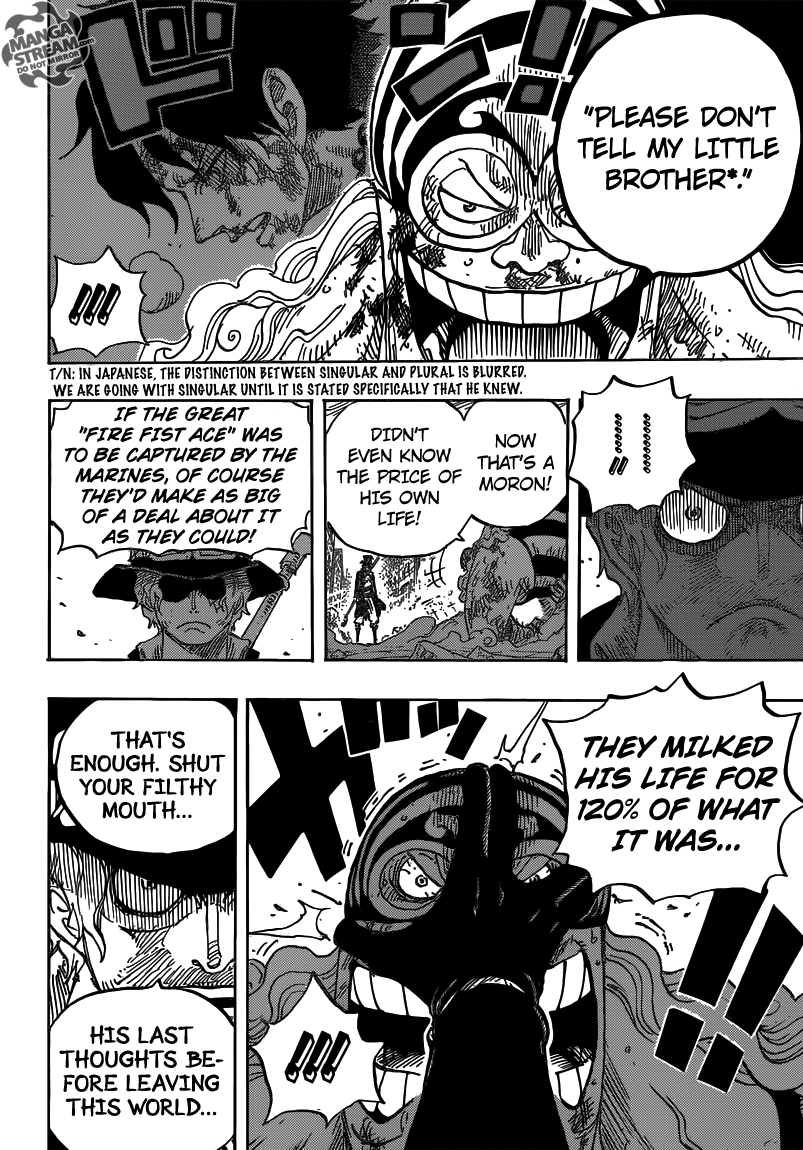 MANGA
STREAM.com
DO NOT MIRROR
"PLEASE DON'T
TELL MY LITTLE
BROTHER*."
!!!
T/N: IN JAPANESE, THE DISTINCTION BETWEEN SINGULAR AND PLURAL IS BLURRED.
WE ARE GOING WITH SINGULAR UNTIL IT IS STATED SPECIFICALLY THAT HE KNEW.
IF THE GREAT
"FIRE FIST ACE" WAS
TO BE CAPTURED BY THE
MARINES, OF COURSE
THEY'D MAKE AS BIG
OF A DEAL ABOUT IT
AS THEY COULD!
NOW
THAT'S A
MORON!
DIDN'T
EVEN KNOW
THE PRICE OF
HIS OWN
LIFE!
THEY MILKED
HIS LIFE FOR
120% OF WHAT
IT WAS...
!!
!!!
THAT'S
ENOUGH. SHUT
YOUR FILTHY
MOUTH...
HIS LAST
THOUGHTS BE-
FORE LEAVING
THIS WORLD...